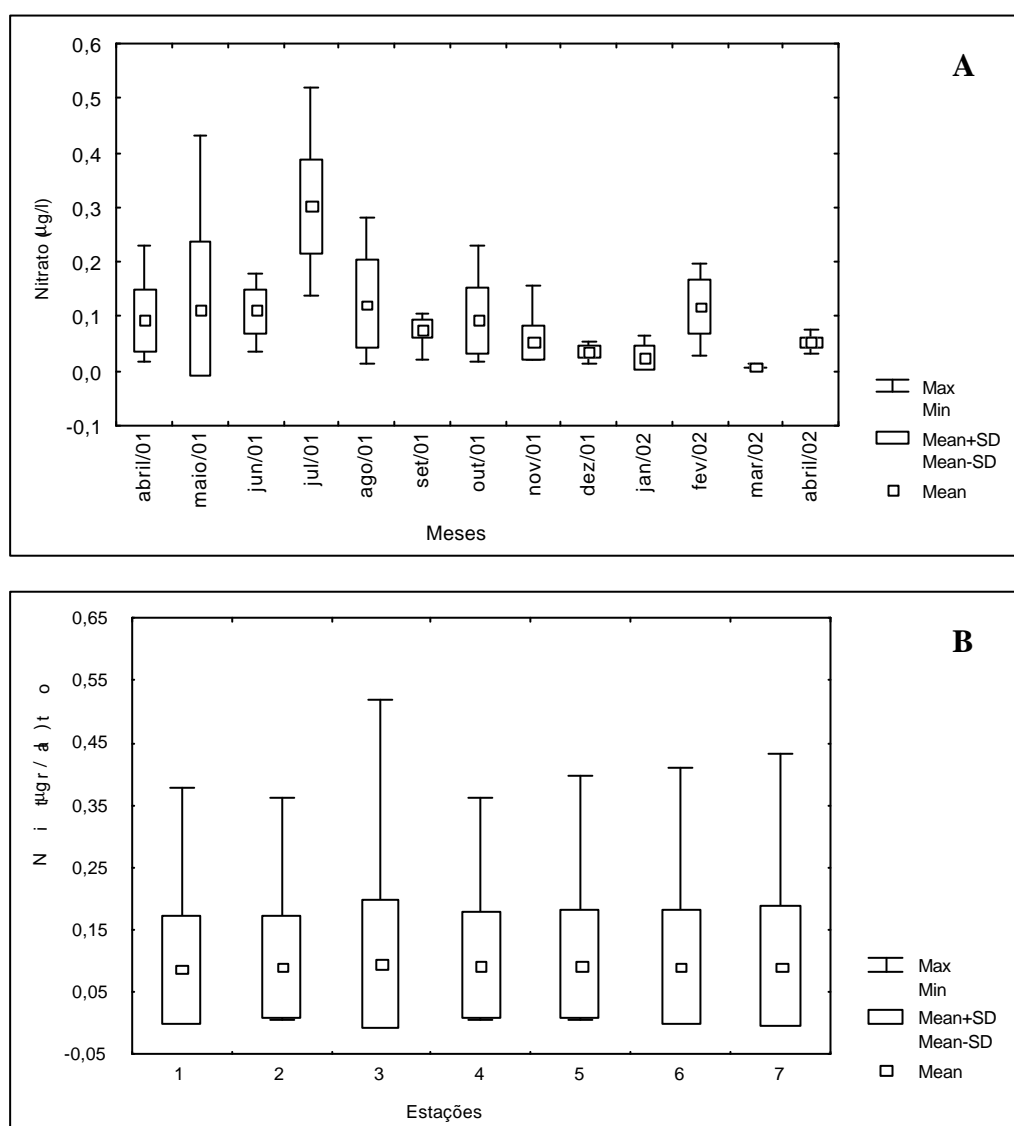 A
0,6
0,5
0,4
0,3
0,2
0,1
0,0
-0,1
Nitrato (µg/l)
abril/01 maio/01 jun/01 jul/01 ago/01 set/01 out/01 nov/01 dez/01 jan/02 fev/02 mar/02 abril/02
Meses
Max
Min
Mean+SD
Mean-SD
Mean
B
0,65
0,55
0,45
0,35
0,25
0,15
0,05
-0,05
1 2 3 4 5 6 7
Estações
Max
Min
Mean+SD
Mean-SD
Mean